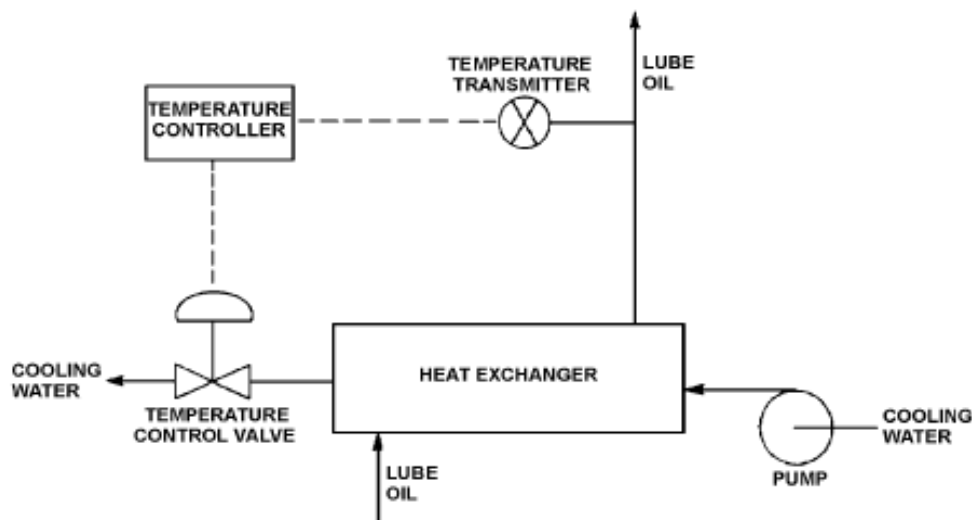 TEMPERATURE
TRANSMITTER
LUBE
OIL
TEMPERATURE
CONTROLLER
HEAT EXCHANGER
COOLING
WATER
TEMPERATURE
CONTROL VALVE
COOLING
WATER
PUMP
LUBE
OIL